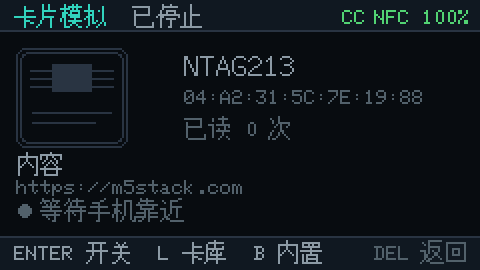 卡片模拟 已停止 CC NFC 100%
NTAG213
04:A2:31:5C:7E:19:88
已读 0 次
内容
https://m5stack.com
● 等待手机靠近
ENTER 开关 L 卡库 B 内置 DEL 返回